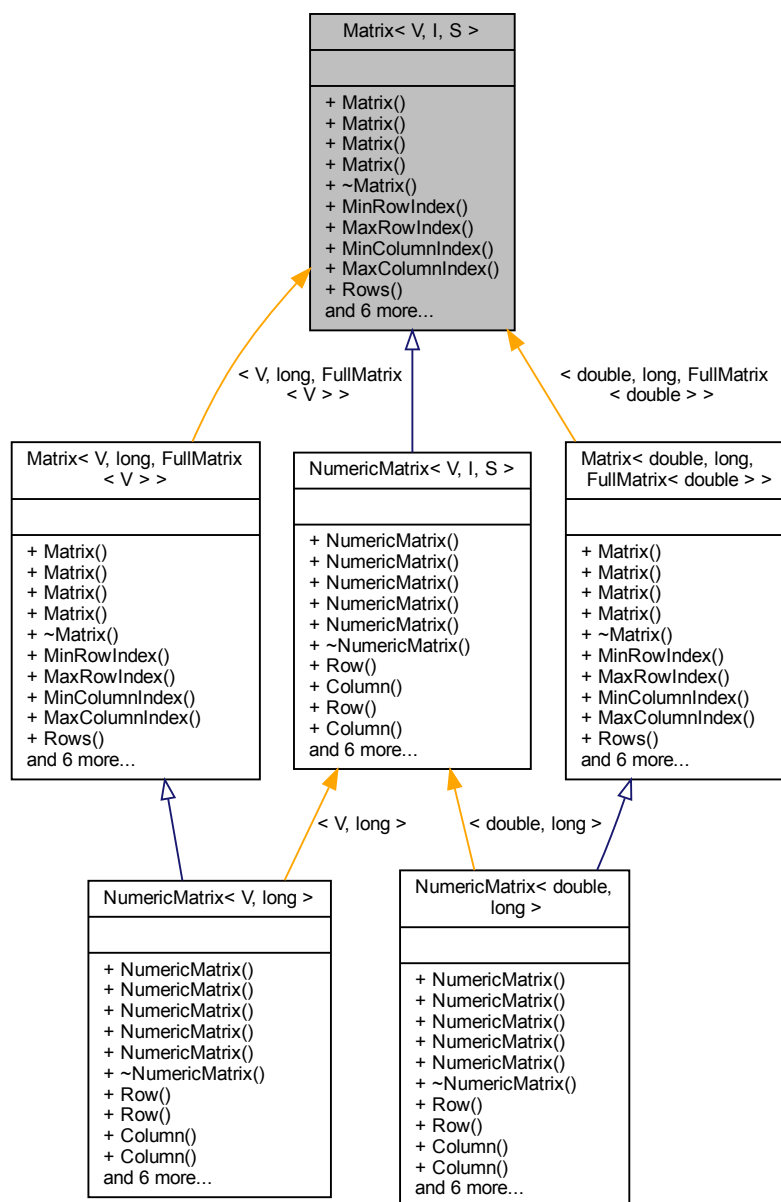 Matrix< V, I, S >
+ Matrix()
+ Matrix()
+ Matrix()
+ Matrix()
+ ~Matrix()
+ MinRowIndex()
+ MaxRowIndex()
+ MinColumnIndex()
+ MaxColumnIndex()
+ Rows()
and 6 more...
< V, long, FullMatrix
< V > >
< double, long, FullMatrix
< double > >
Matrix< V, long, FullMatrix
< V > >
+ Matrix()
+ Matrix()
+ Matrix()
+ Matrix()
+ ~Matrix()
+ MinRowIndex()
+ MaxRowIndex()
+ MinColumnIndex()
+ MaxColumnIndex()
+ Rows()
and 6 more...
NumericMatrix< V, I, S >
+ NumericMatrix()
+ NumericMatrix()
+ NumericMatrix()
+ NumericMatrix()
+ NumericMatrix()
+ ~NumericMatrix()
+ Row()
+ Column()
+ Row()
+ Column()
and 6 more...
Matrix< double, long,
FullMatrix< double > >
+ Matrix()
+ Matrix()
+ Matrix()
+ Matrix()
+ ~Matrix()
+ MinRowIndex()
+ MaxRowIndex()
+ MinColumnIndex()
+ MaxColumnIndex()
+ Rows()
and 6 more...
< V, long >
< double, long >
NumericMatrix< V, long >
+ NumericMatrix()
+ NumericMatrix()
+ NumericMatrix()
+ NumericMatrix()
+ NumericMatrix()
+ ~NumericMatrix()
+ Row()
+ Row()
+ Column()
+ Column()
and 6 more...
NumericMatrix< double,
long >
+ NumericMatrix()
+ NumericMatrix()
+ NumericMatrix()
+ NumericMatrix()
+ NumericMatrix()
+ ~NumericMatrix()
+ Row()
+ Row()
+ Column()
+ Column()
and 6 more...